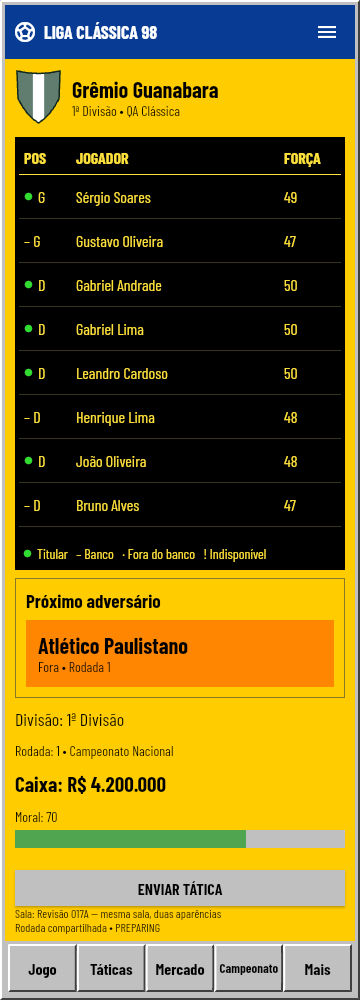 LIGA CLÁSSICA 98
Grêmio Guanabara
1ª Divisão • QA Clássica
POS JOGADOR FORÇA
● G Sérgio Soares 49
– G Gustavo Oliveira 47
● D Gabriel Andrade 50
● D Gabriel Lima 50
● D Leandro Cardoso 50
– D Henrique Lima 48
● D João Oliveira 48
– D Bruno Alves 47
● Titular – Banco · Fora do banco ! Indisponível
Próximo adversário
Atlético Paulistano
Fora • Rodada 1
Divisão: 1ª Divisão
Rodada: 1 • Campeonato Nacional
Caixa: R$ 4.200.000
Moral: 70
ENVIAR TÁTICA
Sala: Revisão 017A — mesma sala, duas aparências
Rodada compartilhada • PREPARING
Jogo Táticas Mercado Campeonato Mais